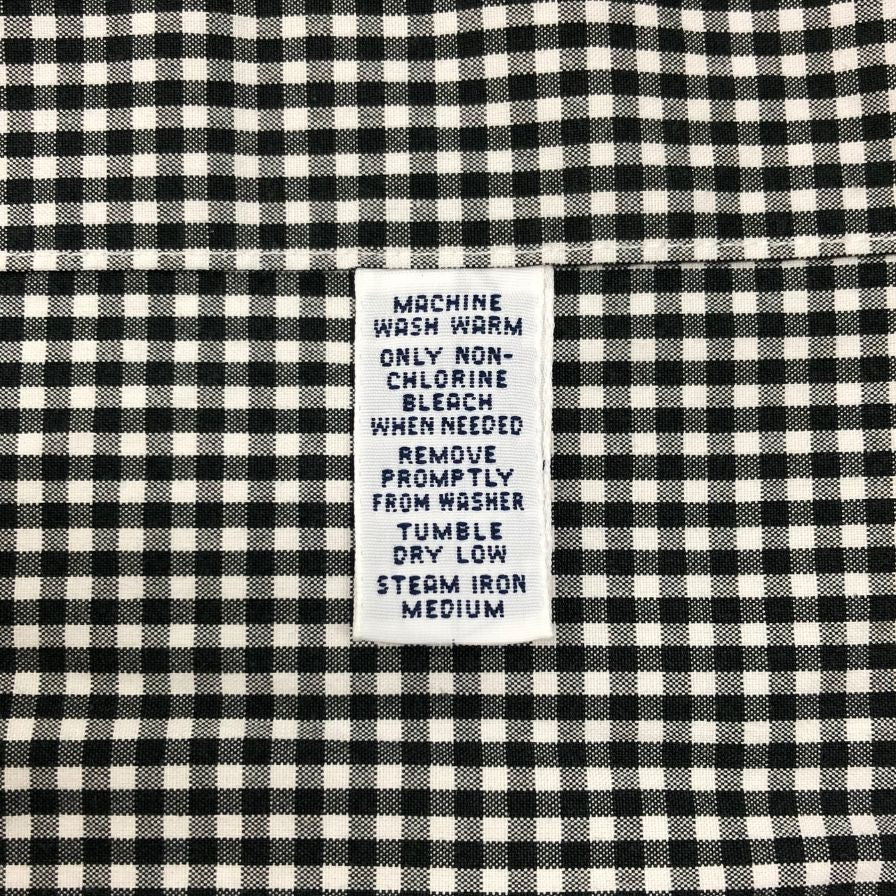 MACHINE
WASH WARM
ONLY NON-
CHLORINE
BLEACH
WHEN NEEDED
REMOVE
PROMPTLY
FROM WASHER
TUMBLE
DRY LOW
STEAM IRON
MEDIUM